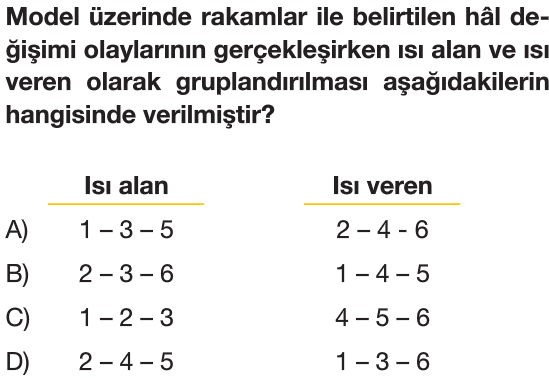 Model üzerinde rakamlar ile belirtilen hâl de-
ğişimi olaylarının gerçekleşirken ısı alan ve ısı
veren olarak gruplandırılması aşağıdakilerin
hangisinde verilmiştir?
Isı alan Isı veren
A) 1 – 3 – 5 2 – 4 - 6
B) 2 – 3 – 6 1 – 4 – 5
C) 1 – 2 – 3 4 – 5 – 6
D) 2 – 4 – 5 1 – 3 – 6